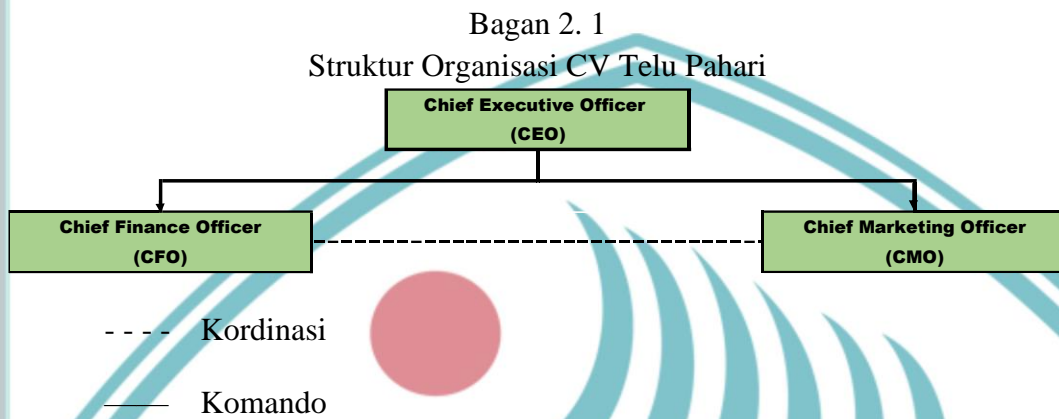 Bagan 2. 1
Struktur Organisasi CV Telu Pahari
Chief Executive Officer
(CEO)
Chief Finance Officer
(CFO)
Chief Marketing Officer
(CMO)
- - - - Kordinasi
Komando